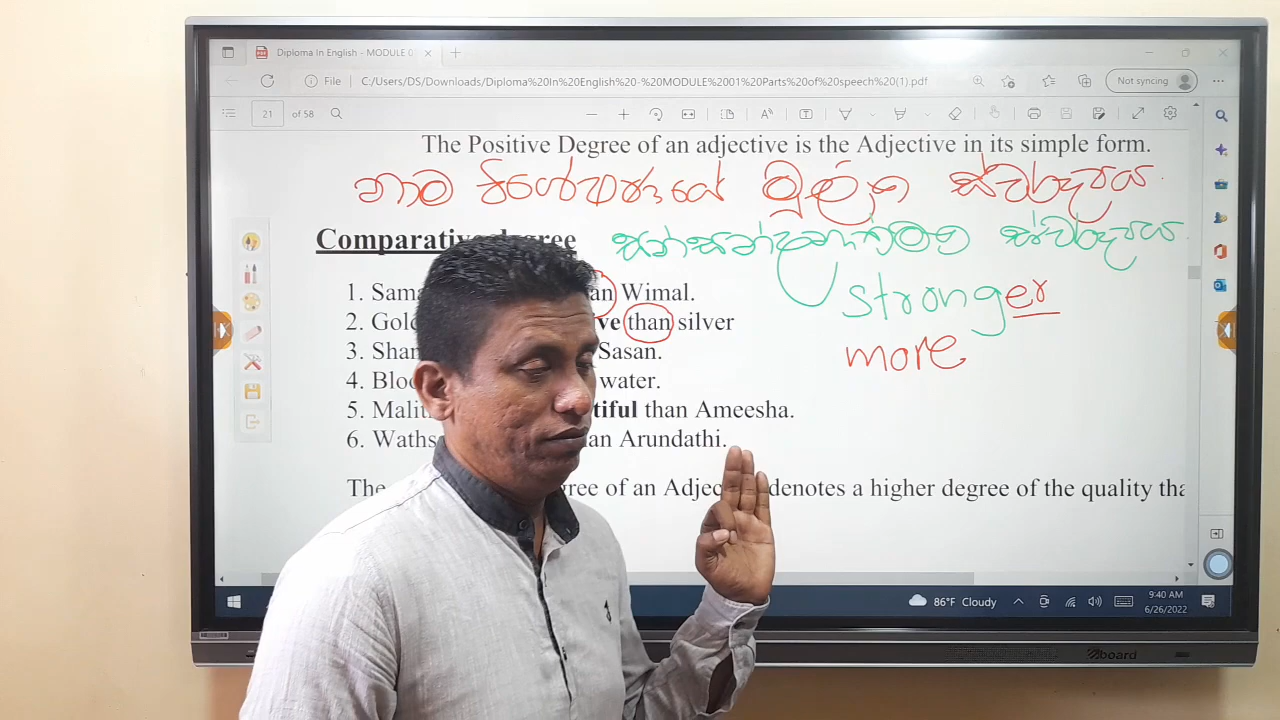 Diploma In English - MODULE 0
File C:/Users/DS/Downloads/Diploma%20In%20English%20-%20MODULE%2001%20Parts%20of%20speech%20(1).pdf Not syncing
21 of 58
The Positive Degree of an adjective is the Adjective in its simple form.
නාම විශේෂණයේ මූලික ස්වරූපය
Comparative degree සන්සන්දනාත්මක ස්වරූපය
1. Sama an Wimal.
stronger
2. Gold ve than silver
3. Shan Sasan.
more
4. Bloo water.
5. Malit tiful than Ameesha.
6. Waths an Arundathi.
The gree of an Adjec denotes a higher degree of the quality tha
86°F Cloudy
9:40 AM
6/26/2022
board